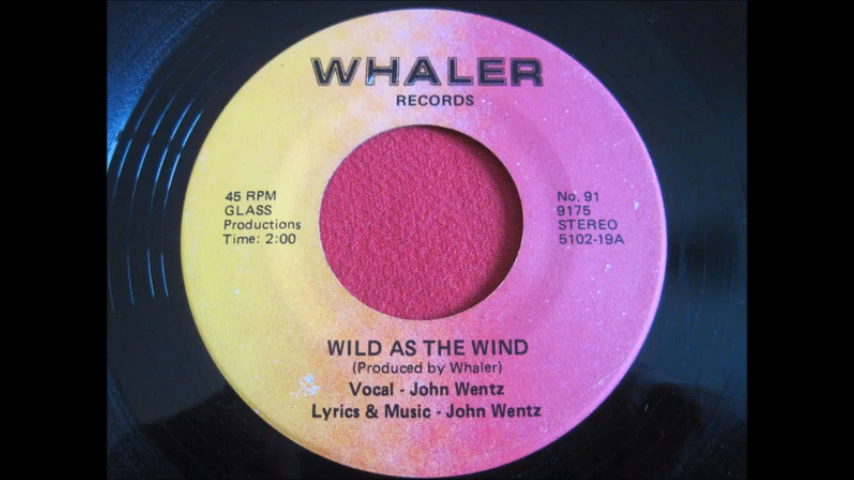 WHALER
RECORDS
45 RPM
GLASS
Productions
Time: 2:00
No. 91
9175
STEREO
5102-19A
WILD AS THE WIND
(Produced by Whaler)
Vocal - John Wentz
Lyrics & Music - John Wentz